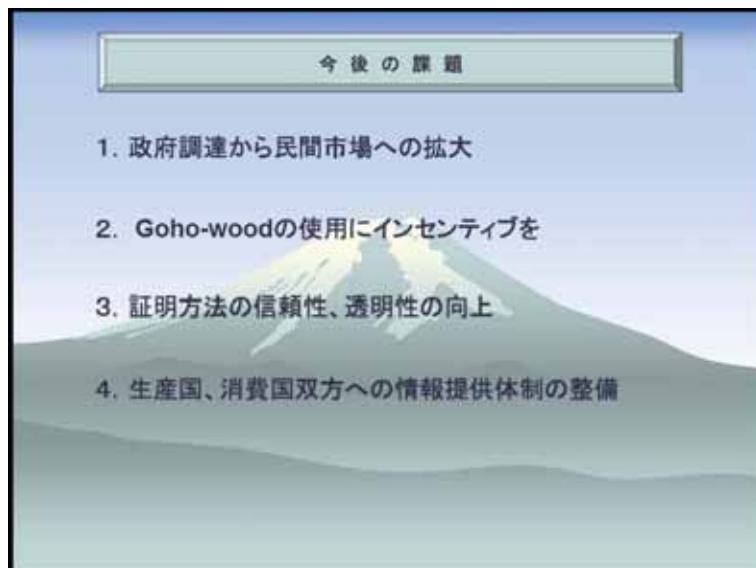 今後の課題
1. 政府調達から民間市場への拡大
2. Goho-woodの使用にインセンティブを
3. 証明方法の信頼性、透明性の向上
4. 生産国、消費国双方への情報提供体制の整備